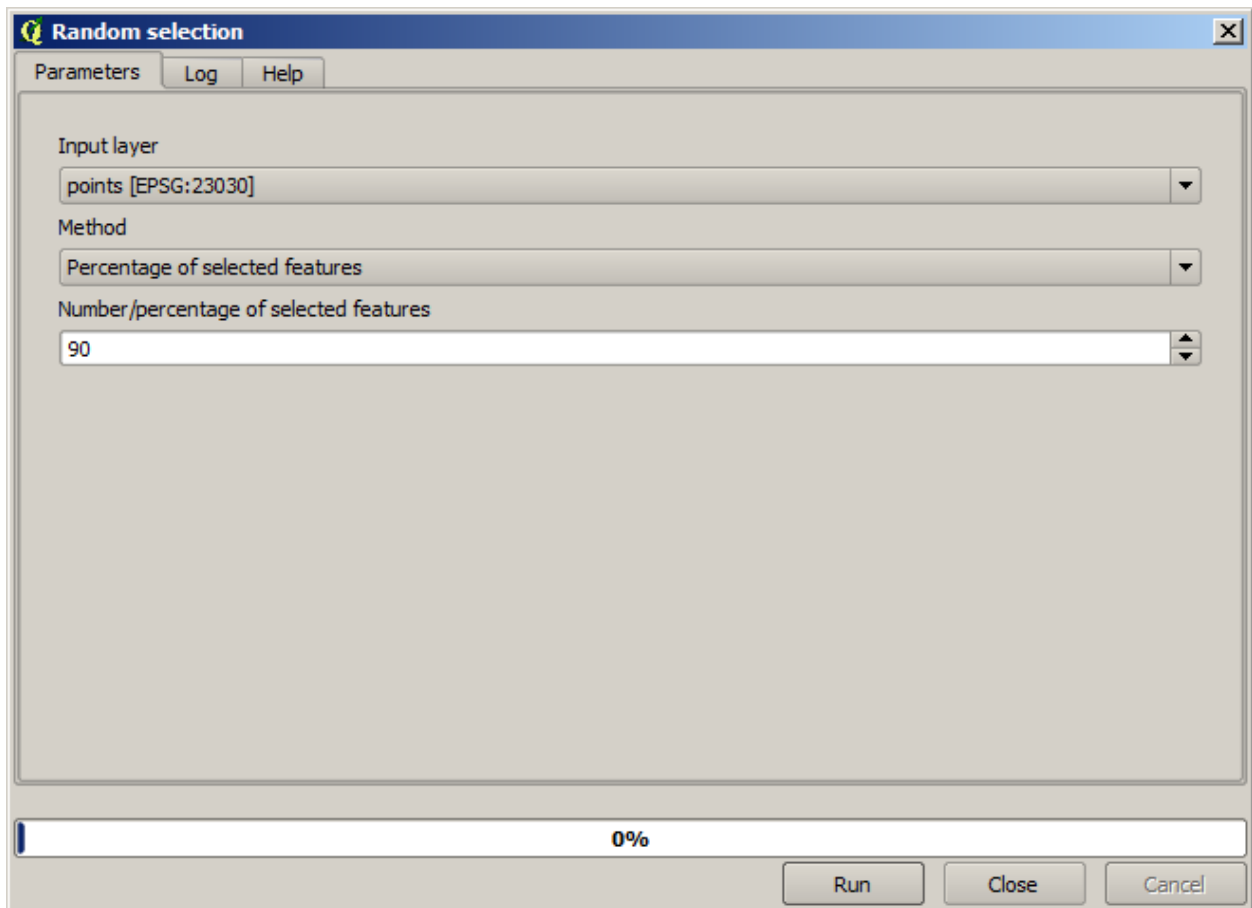 Random selection
Parameters Log Help
Input layer
points [EPSG:23030]
Method
Percentage of selected features
Number/percentage of selected features
90
0%
Run Close Cancel